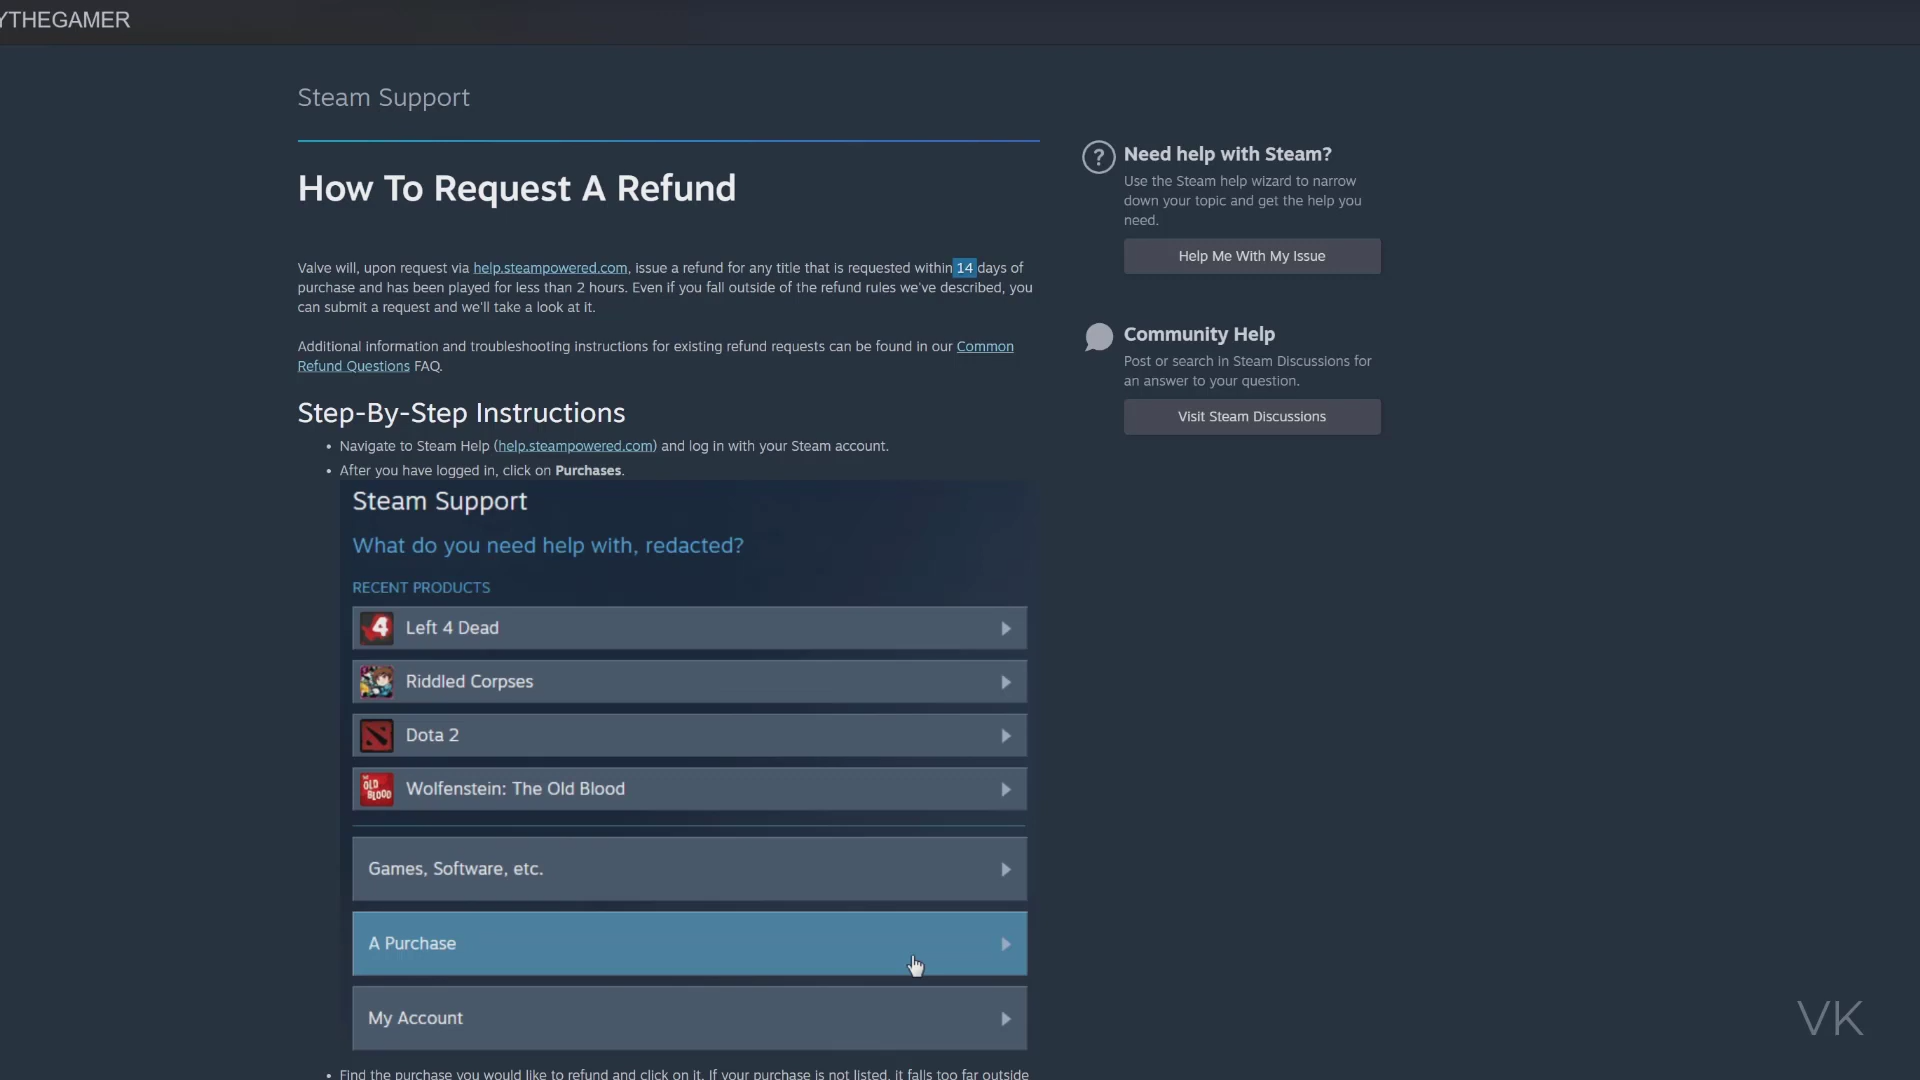 YTHEGAMER
Steam Support
How To Request A Refund
Valve will, upon request via help.steampowered.com, issue a refund for any title that is requested within 14 days of
purchase and has been played for less than 2 hours. Even if you fall outside of the refund rules we've described, you
can submit a request and we'll take a look at it.
Additional information and troubleshooting instructions for existing refund requests can be found in our Common
Refund Questions FAQ.
Step-By-Step Instructions
• Navigate to Steam Help (help.steampowered.com) and log in with your Steam account.
• After you have logged in, click on Purchases.
Steam Support
What do you need help with, redacted?
RECENT PRODUCTS
4
Left 4 Dead
Riddled Corpses
Dota 2
THE
OLD
BLOOD
Wolfenstein: The Old Blood
Games, Software, etc.
A Purchase
My Account
• Find the purchase you would like to refund and click on it. If your purchase is not listed, it falls too far outside
?
Need help with Steam?
Use the Steam help wizard to narrow
down your topic and get the help you
need.
Help Me With My Issue
Community Help
Post or search in Steam Discussions for
an answer to your question.
Visit Steam Discussions
VK